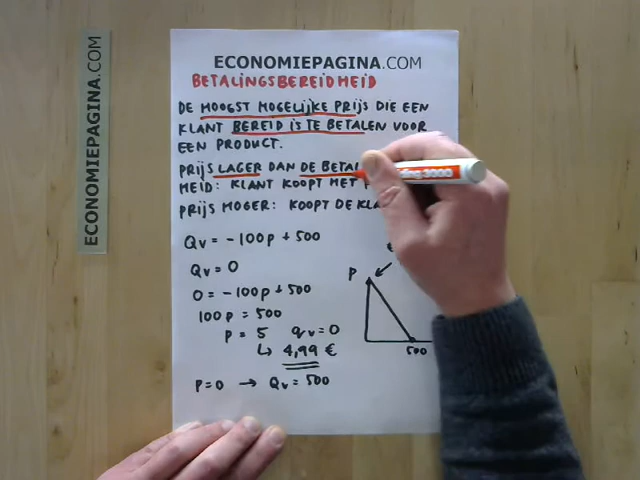 ECONOMIEPAGINA.COM
ECONOMIEPAGINA.COM
BETALINGSBEREIDHEID
DE HOOGST MOGELIJKE PRIJS DIE EEN
KLANT BEREID IS TE BETALEN VOOR
EEN PRODUCT.
PRIJS LAGER DAN DE
HEID: KLANT KOOPT HET
PRIJS HOGER: KOOPT DE
Qv = -100p + 500
Qv = 0
0 = -100p + 500
100p = 500
p = 5 qv = 0
↳ 4,99 €
P=0 → Qv = 500
P
500
3000